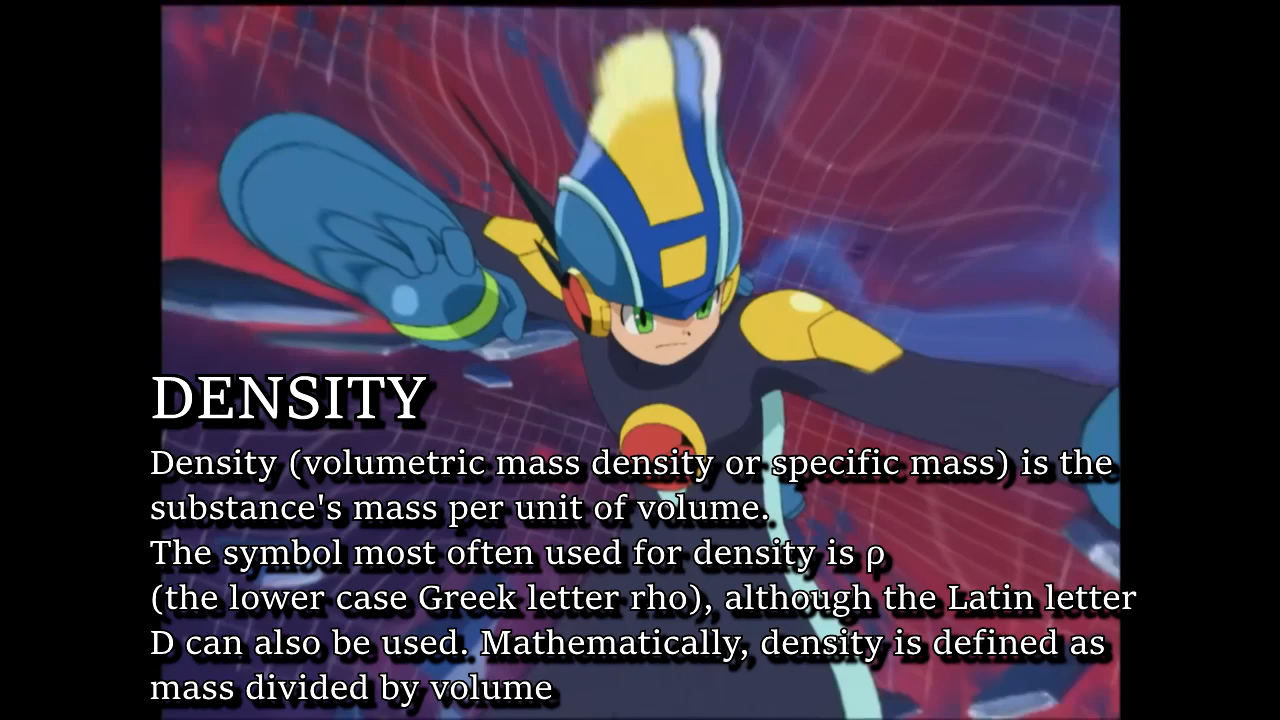 DENSITY
Density (volumetric mass density or specific mass) is the
substance's mass per unit of volume.
The symbol most often used for density is ρ
(the lower case Greek letter rho), although the Latin letter
D can also be used. Mathematically, density is defined as
mass divided by volume